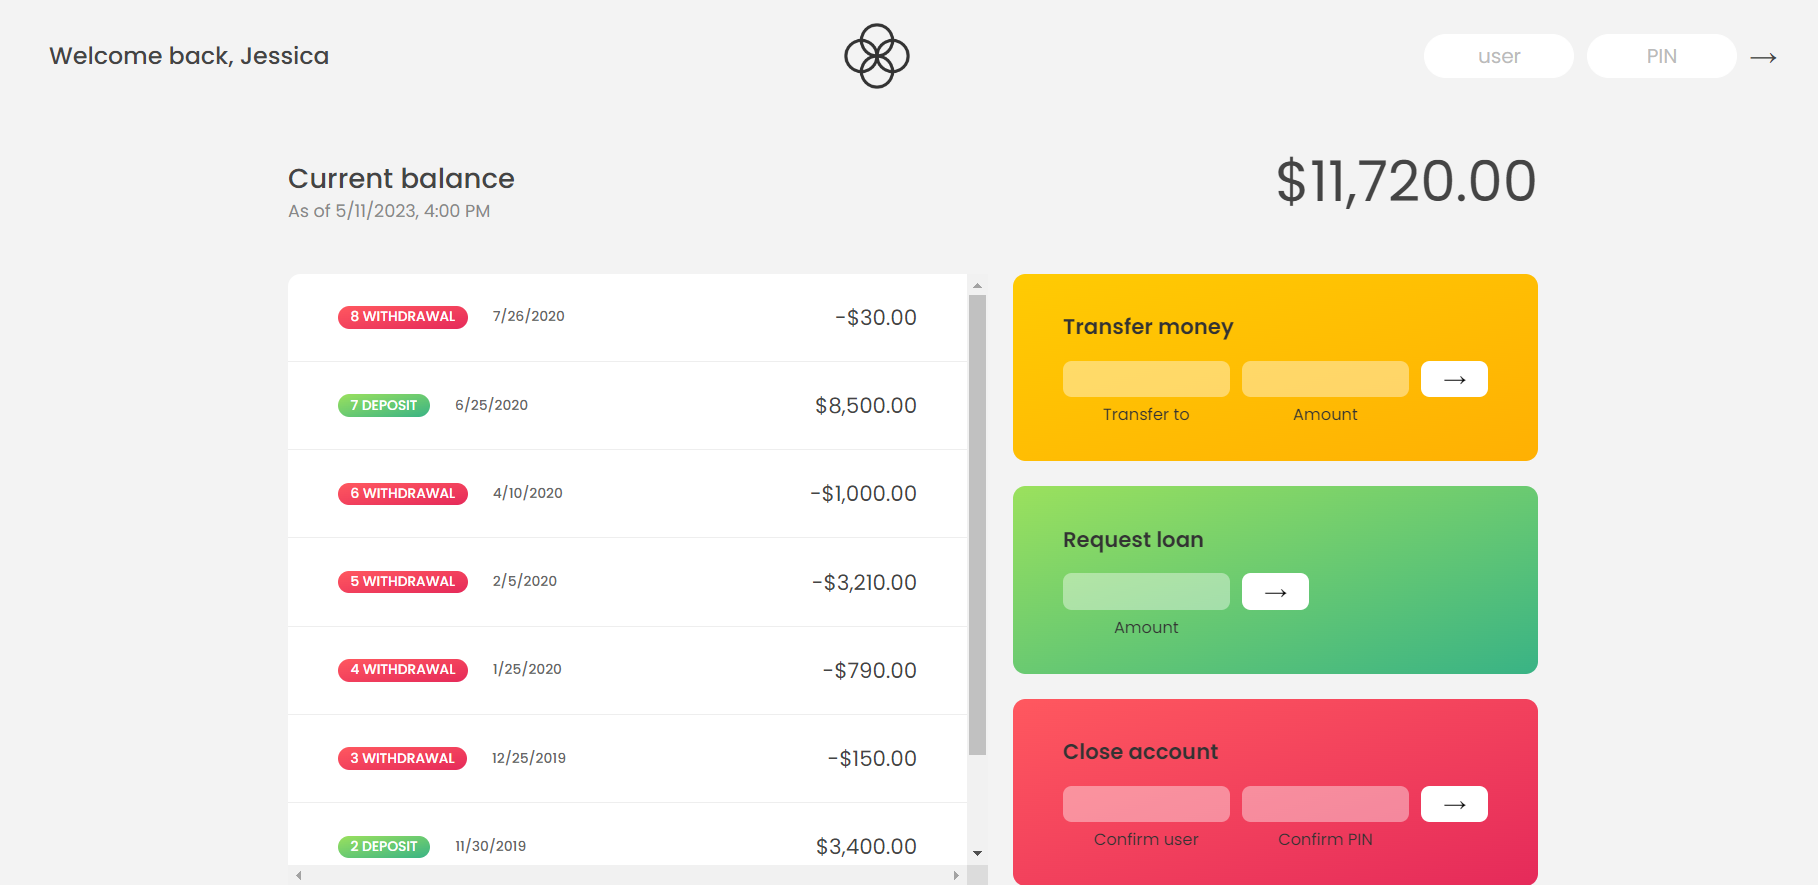 Welcome back, Jessica
user
PIN
→
Current balance
As of 5/11/2023, 4:00 PM
$11,720.00
8 WITHDRAWAL 7/26/2020 -$30.00
7 DEPOSIT 6/25/2020 $8,500.00
6 WITHDRAWAL 4/10/2020 -$1,000.00
5 WITHDRAWAL 2/5/2020 -$3,210.00
4 WITHDRAWAL 1/25/2020 -$790.00
3 WITHDRAWAL 12/25/2019 -$150.00
2 DEPOSIT 11/30/2019 $3,400.00
Transfer money
→
Transfer to Amount
Request loan
→
Amount
Close account
→
Confirm user Confirm PIN